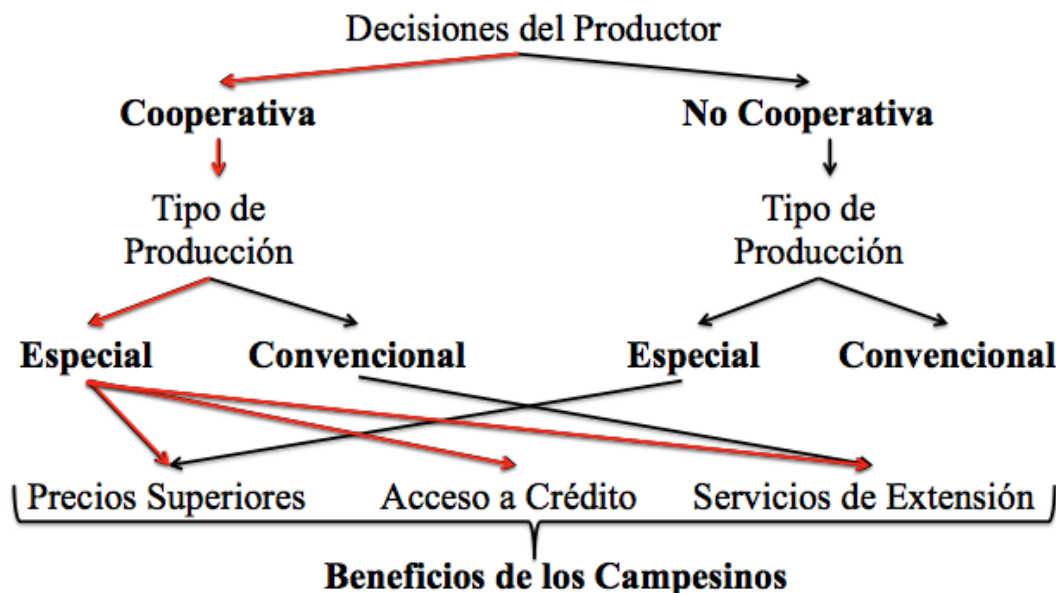 Decisiones del Productor
Cooperativa
No Cooperativa
Tipo de
Producción
Tipo de
Producción
Especial
Convencional
Especial
Convencional
Precios Superiores
Acceso a Crédito
Servicios de Extensión
Beneficios de los Campesinos